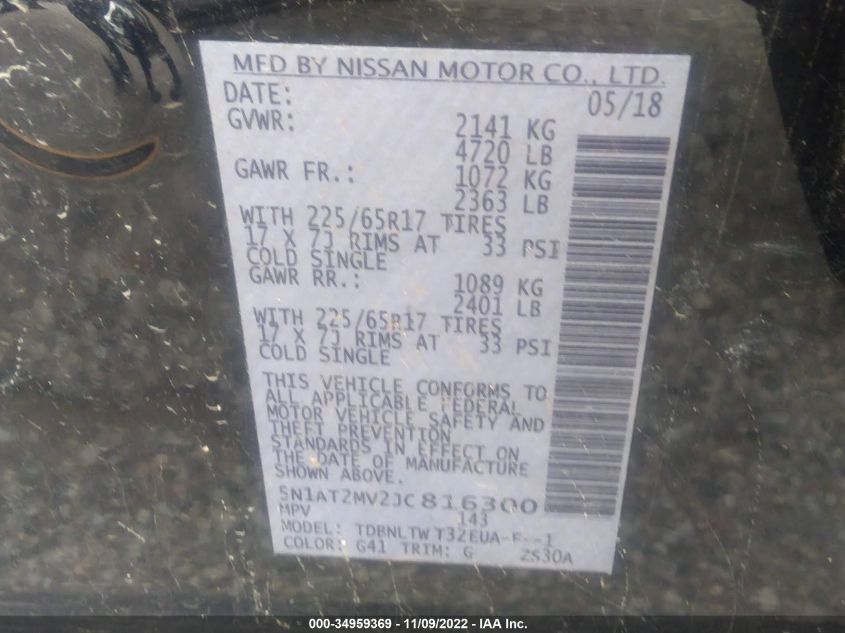 MFD BY NISSAN MOTOR CO., LTD.
DATE: 05/18
GVWR: 2141 KG
4720 LB
GAWR FR.: 1072 KG
2363 LB
WITH 225/65R17 TIRES
17 X 7J RIMS AT 33 PSI
COLD SINGLE
GAWR RR.: 1089 KG
2401 LB
WITH 225/65R17 TIRES
17 X 7J RIMS AT 33 PSI
COLD SINGLE
THIS VEHICLE CONFORMS TO
ALL APPLICABLE FEDERAL
MOTOR VEHICLE SAFETY AND
THEFT PREVENTION
STANDARDS IN EFFECT ON
THE DATE OF MANUFACTURE
SHOWN ABOVE.
5N1AT2MV2JC816300
MPV 143
MODEL: TDBNLTW T32EUA-F--1
COLOR: G41 TRIM: G 2S30A
000-34959369 - 11/09/2022 - IAA Inc.